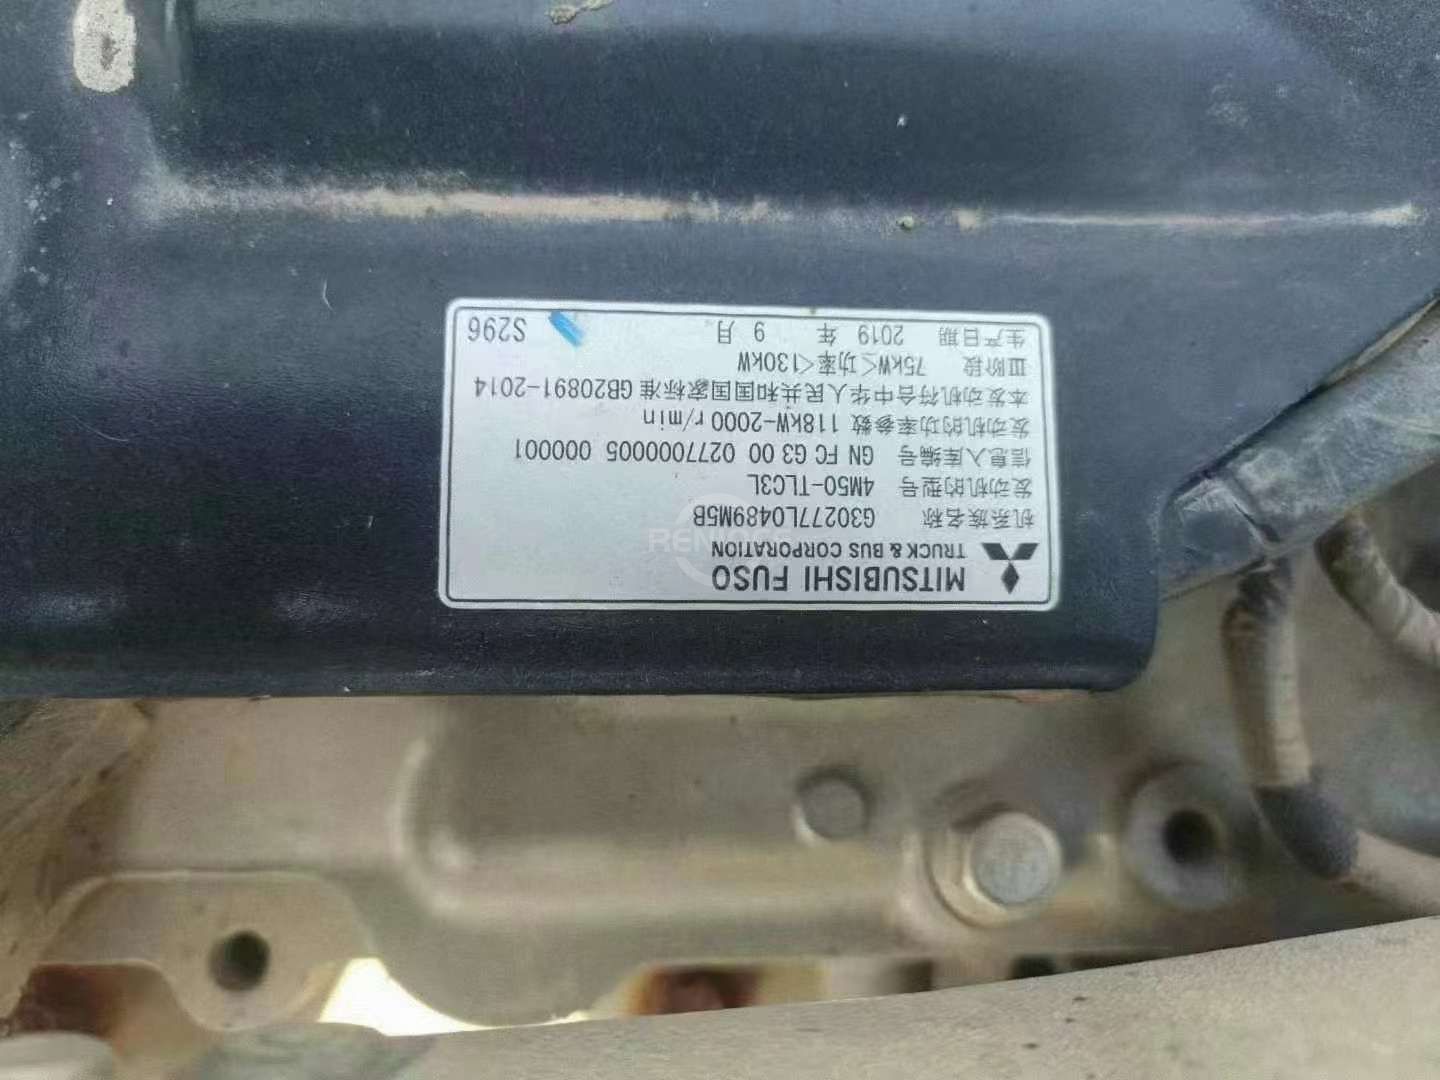 MITSUBISHI FUSO
TRUCK & BUS CORPORATION
机系族名称 G30277L0489M5B
发动机的型号 4M50-TLC3L
信息入库编号 GN FC G3 00 0277000005 000001
发动机的功率参数 118kW-2000r/min
本发动机符合中华人民共和国国家标准 GB20891-2014
Ⅲ阶段 75kW≤功率<130kW
生产日期 2019 年 9 月 S296